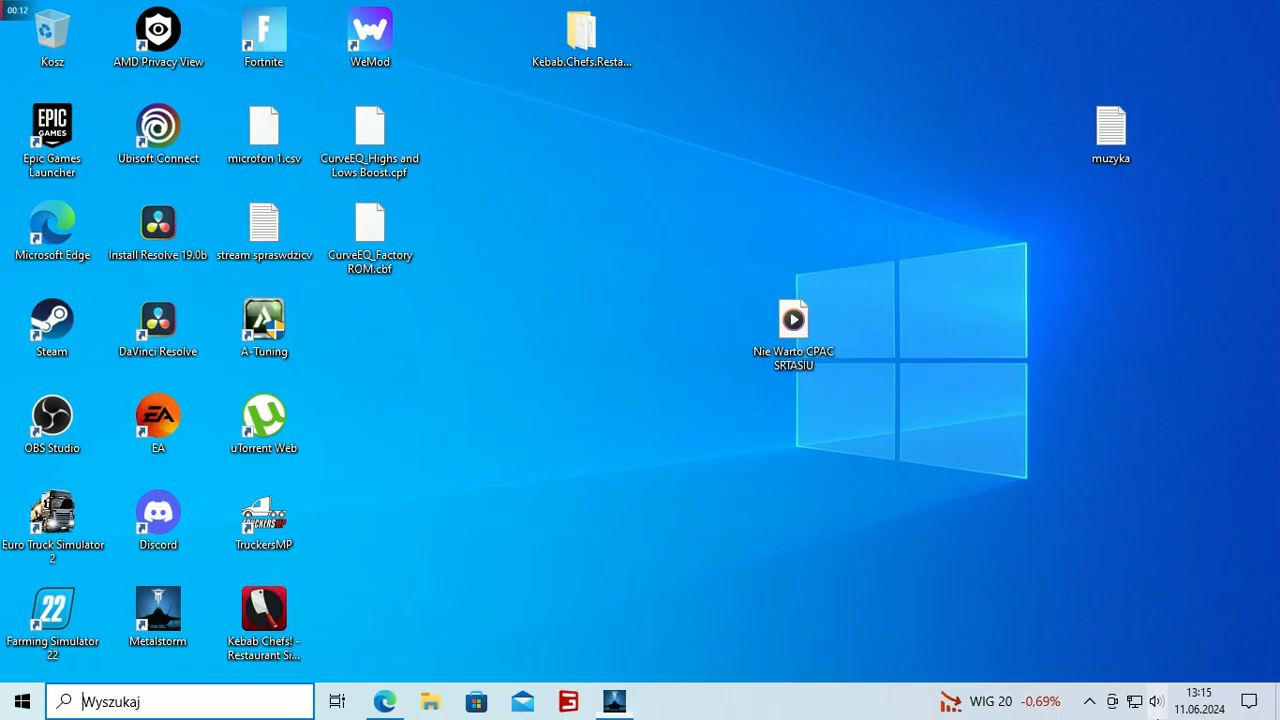 00:12
Kosz
AMD Privacy View
Fortnite
WeMod
Kebab.Chefs.Resta...
EPIC
GAMES
Epic Games
Launcher
Ubisoft Connect
microfon 1.csv
CurveEQ_Highs and
Lows Boost.cpf
muzyka
Microsoft Edge
Install Resolve 19.0b
stream spraswdzicv
CurveEQ_Factory
ROM.cbf
Steam
DaVinci Resolve
A-Tuning
Nie Warto CPAC
SRTASIU
OBS Studio
EA
EA
uTorrent Web
Euro Truck Simulator
2
Discord
TRUCKERSMP
TruckersMP
22
Farming Simulator
22
Metalstorm
Kebab Chefs! -
Restaurant Si...
Wyszukaj
WIG 20 -0,69%
13:15
11.06.2024